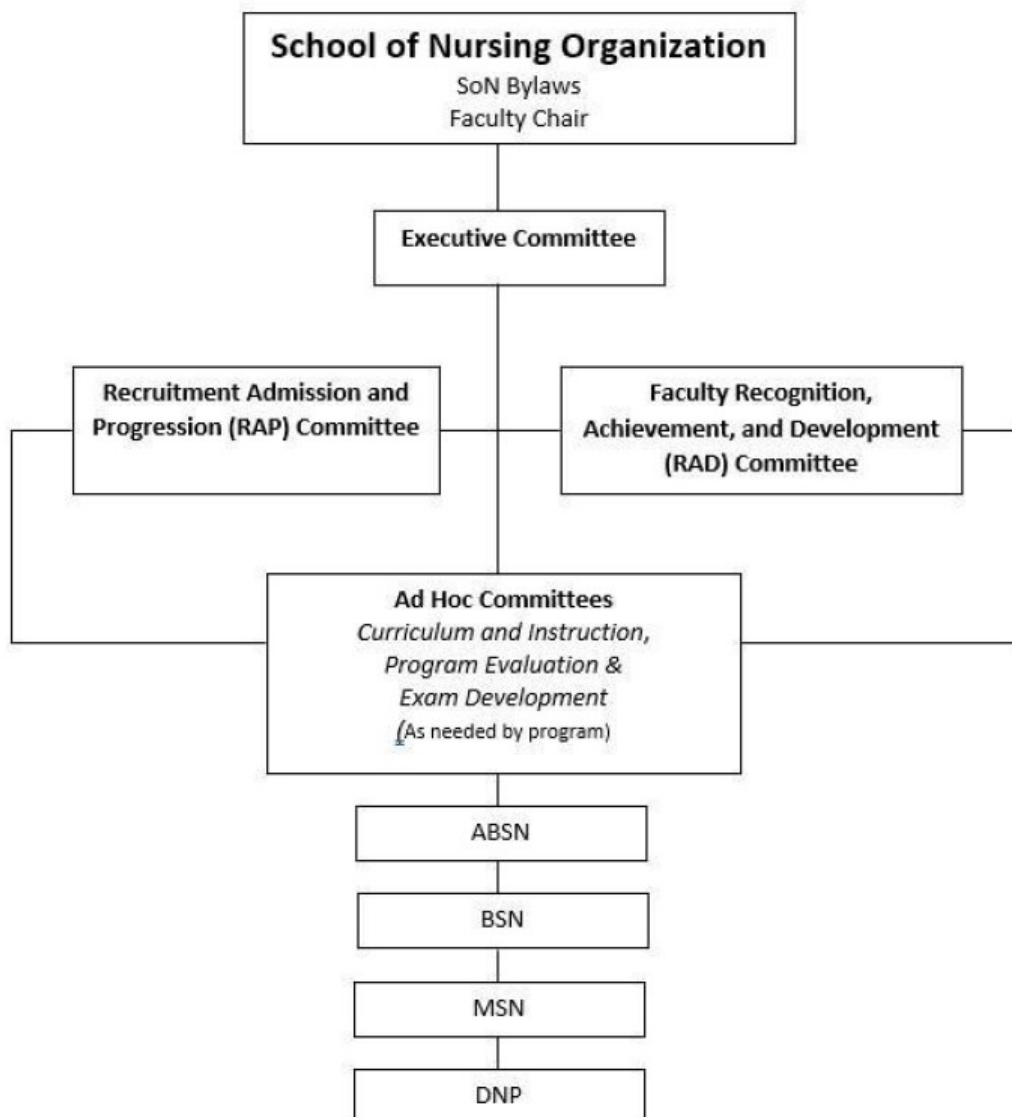 School of Nursing Organization
SoN Bylaws
Faculty Chair
Executive Committee
Recruitment Admission and
Progression (RAP) Committee
Faculty Recognition,
Achievement, and Development
(RAD) Committee
Ad Hoc Committees
Curriculum and Instruction,
Program Evaluation &
Exam Development
(As needed by program)
ABSN
BSN
MSN
DNP